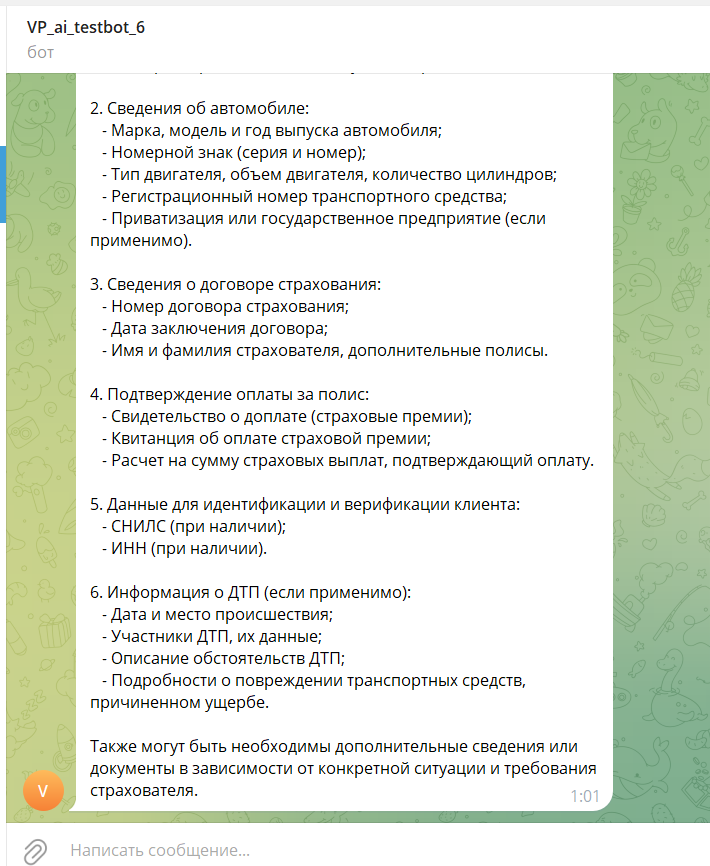 VP_ai_testbot_6
бот
2. Сведения об автомобиле:
- Марка, модель и год выпуска автомобиля;
- Номерной знак (серия и номер);
- Тип двигателя, объем двигателя, количество цилиндров;
- Регистрационный номер транспортного средства;
- Приватизация или государственное предприятие (если
применимо).
3. Сведения о договоре страхования:
- Номер договора страхования;
- Дата заключения договора;
- Имя и фамилия страхователя, дополнительные полисы.
4. Подтверждение оплаты за полис:
- Свидетельство о доплате (страховые премии);
- Квитанция об оплате страховой премии;
- Расчет на сумму страховых выплат, подтверждающий оплату.
5. Данные для идентификации и верификации клиента:
- СНИЛС (при наличии);
- ИНН (при наличии).
6. Информация о ДТП (если применимо):
- Дата и место происшествия;
- Участники ДТП, их данные;
- Описание обстоятельств ДТП;
- Подробности о повреждении транспортных средств,
причиненном ущербе.
Также могут быть необходимы дополнительные сведения или
документы в зависимости от конкретной ситуации и требования
страхователя.
1:01
V
Написать сообщение...